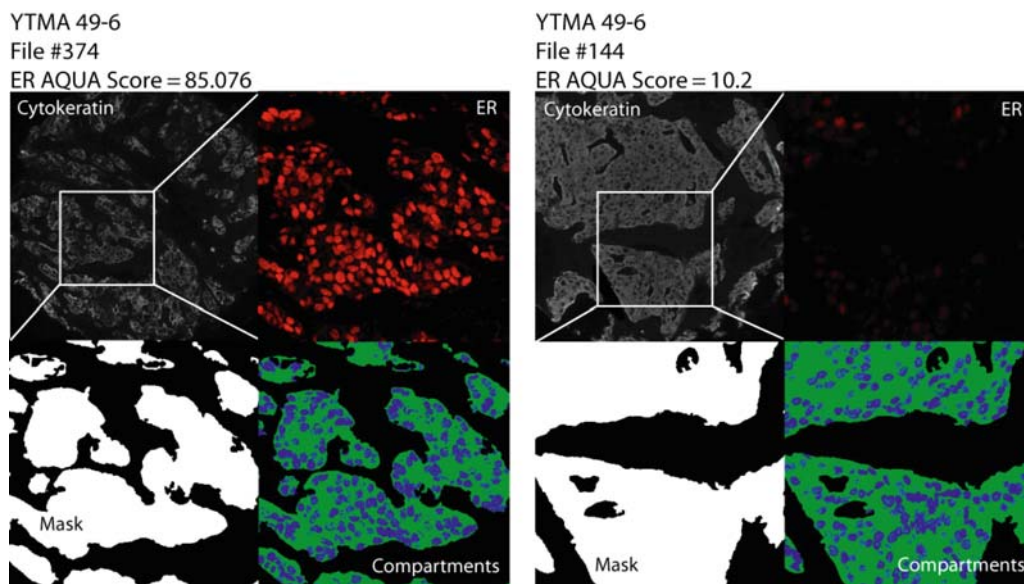 YTMA 49-6
File #374
ER AQUA Score = 85.076
Cytokeratin
ER
Mask
Compartments
YTMA 49-6
File #144
ER AQUA Score = 10.2
Cytokeratin
ER
Mask
Compartments